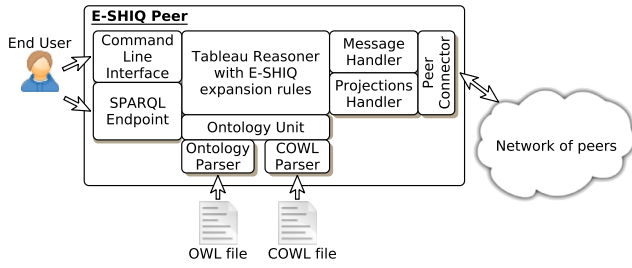 E-SHIQ Peer
End User
Command
Line
Interface
SPARQL
Endpoint
Tableau Reasoner
with E-SHIQ
expansion rules
Message
Handler
Projections
Handler
Peer
Connector
Ontology Unit
Ontology
Parser
COWL
Parser
Network of peers
OWL file
COWL file